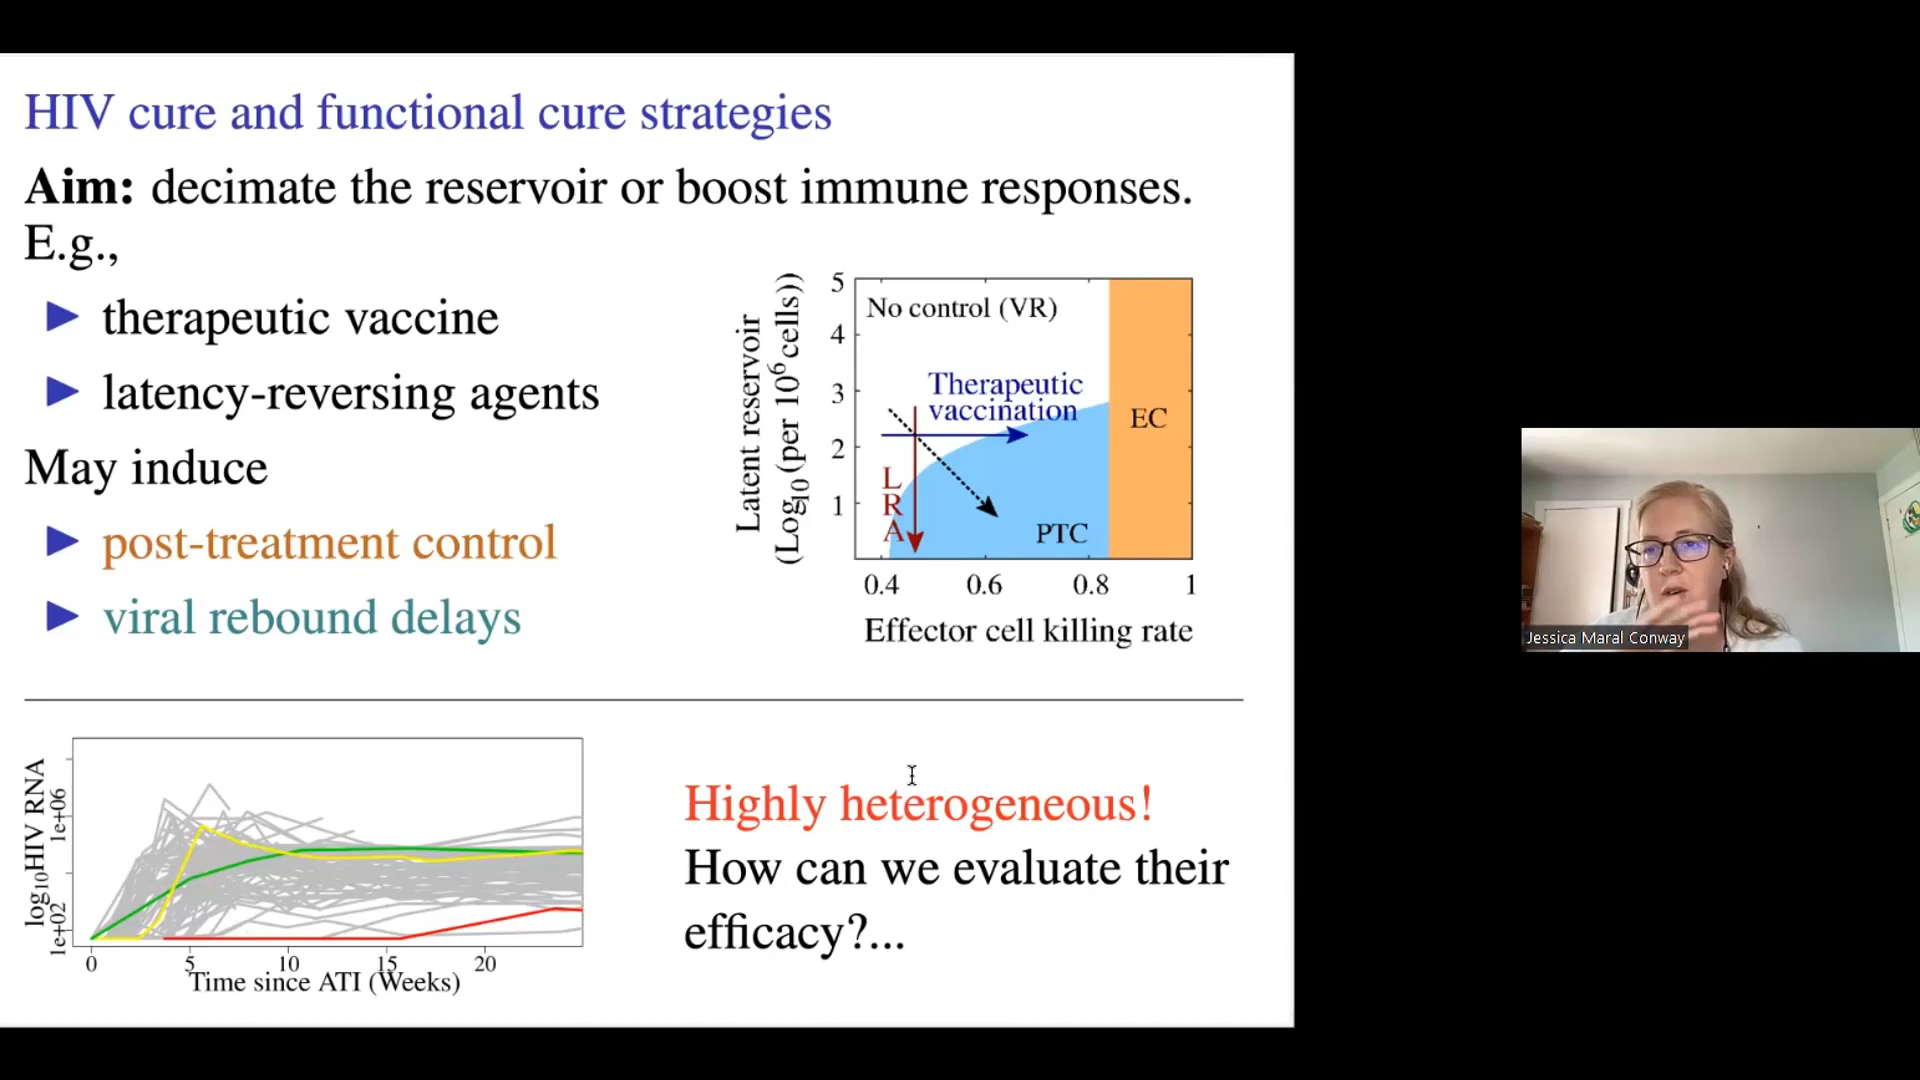 HIV cure and functional cure strategies
Aim: decimate the reservoir or boost immune responses.
E.g.,
therapeutic vaccine
latency-reversing agents
May induce
post-treatment control
viral rebound delays
Latent reservoir
(Log10 (per 10^6 cells))
5
4
3
2
1
No control (VR)
Therapeutic
vaccination
EC
L
R
A
PTC
0.4 0.6 0.8 1
Effector cell killing rate
log10HIV RNA
1e+06
1e+02
0 5 10 15 20
Time since ATI (Weeks)
Highly heterogeneous!
How can we evaluate their
efficacy?...
Jessica Maral Conway